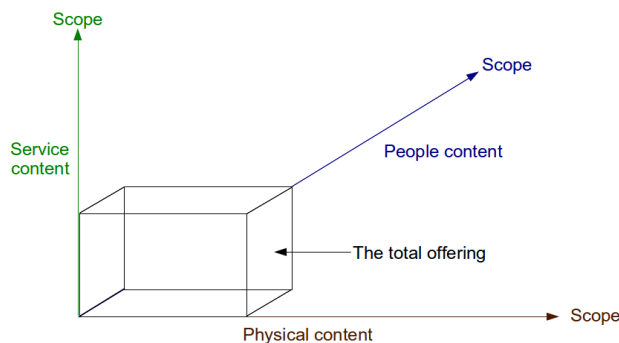 Scope
Scope
Service
content
People content
The total offering
Scope
Physical content